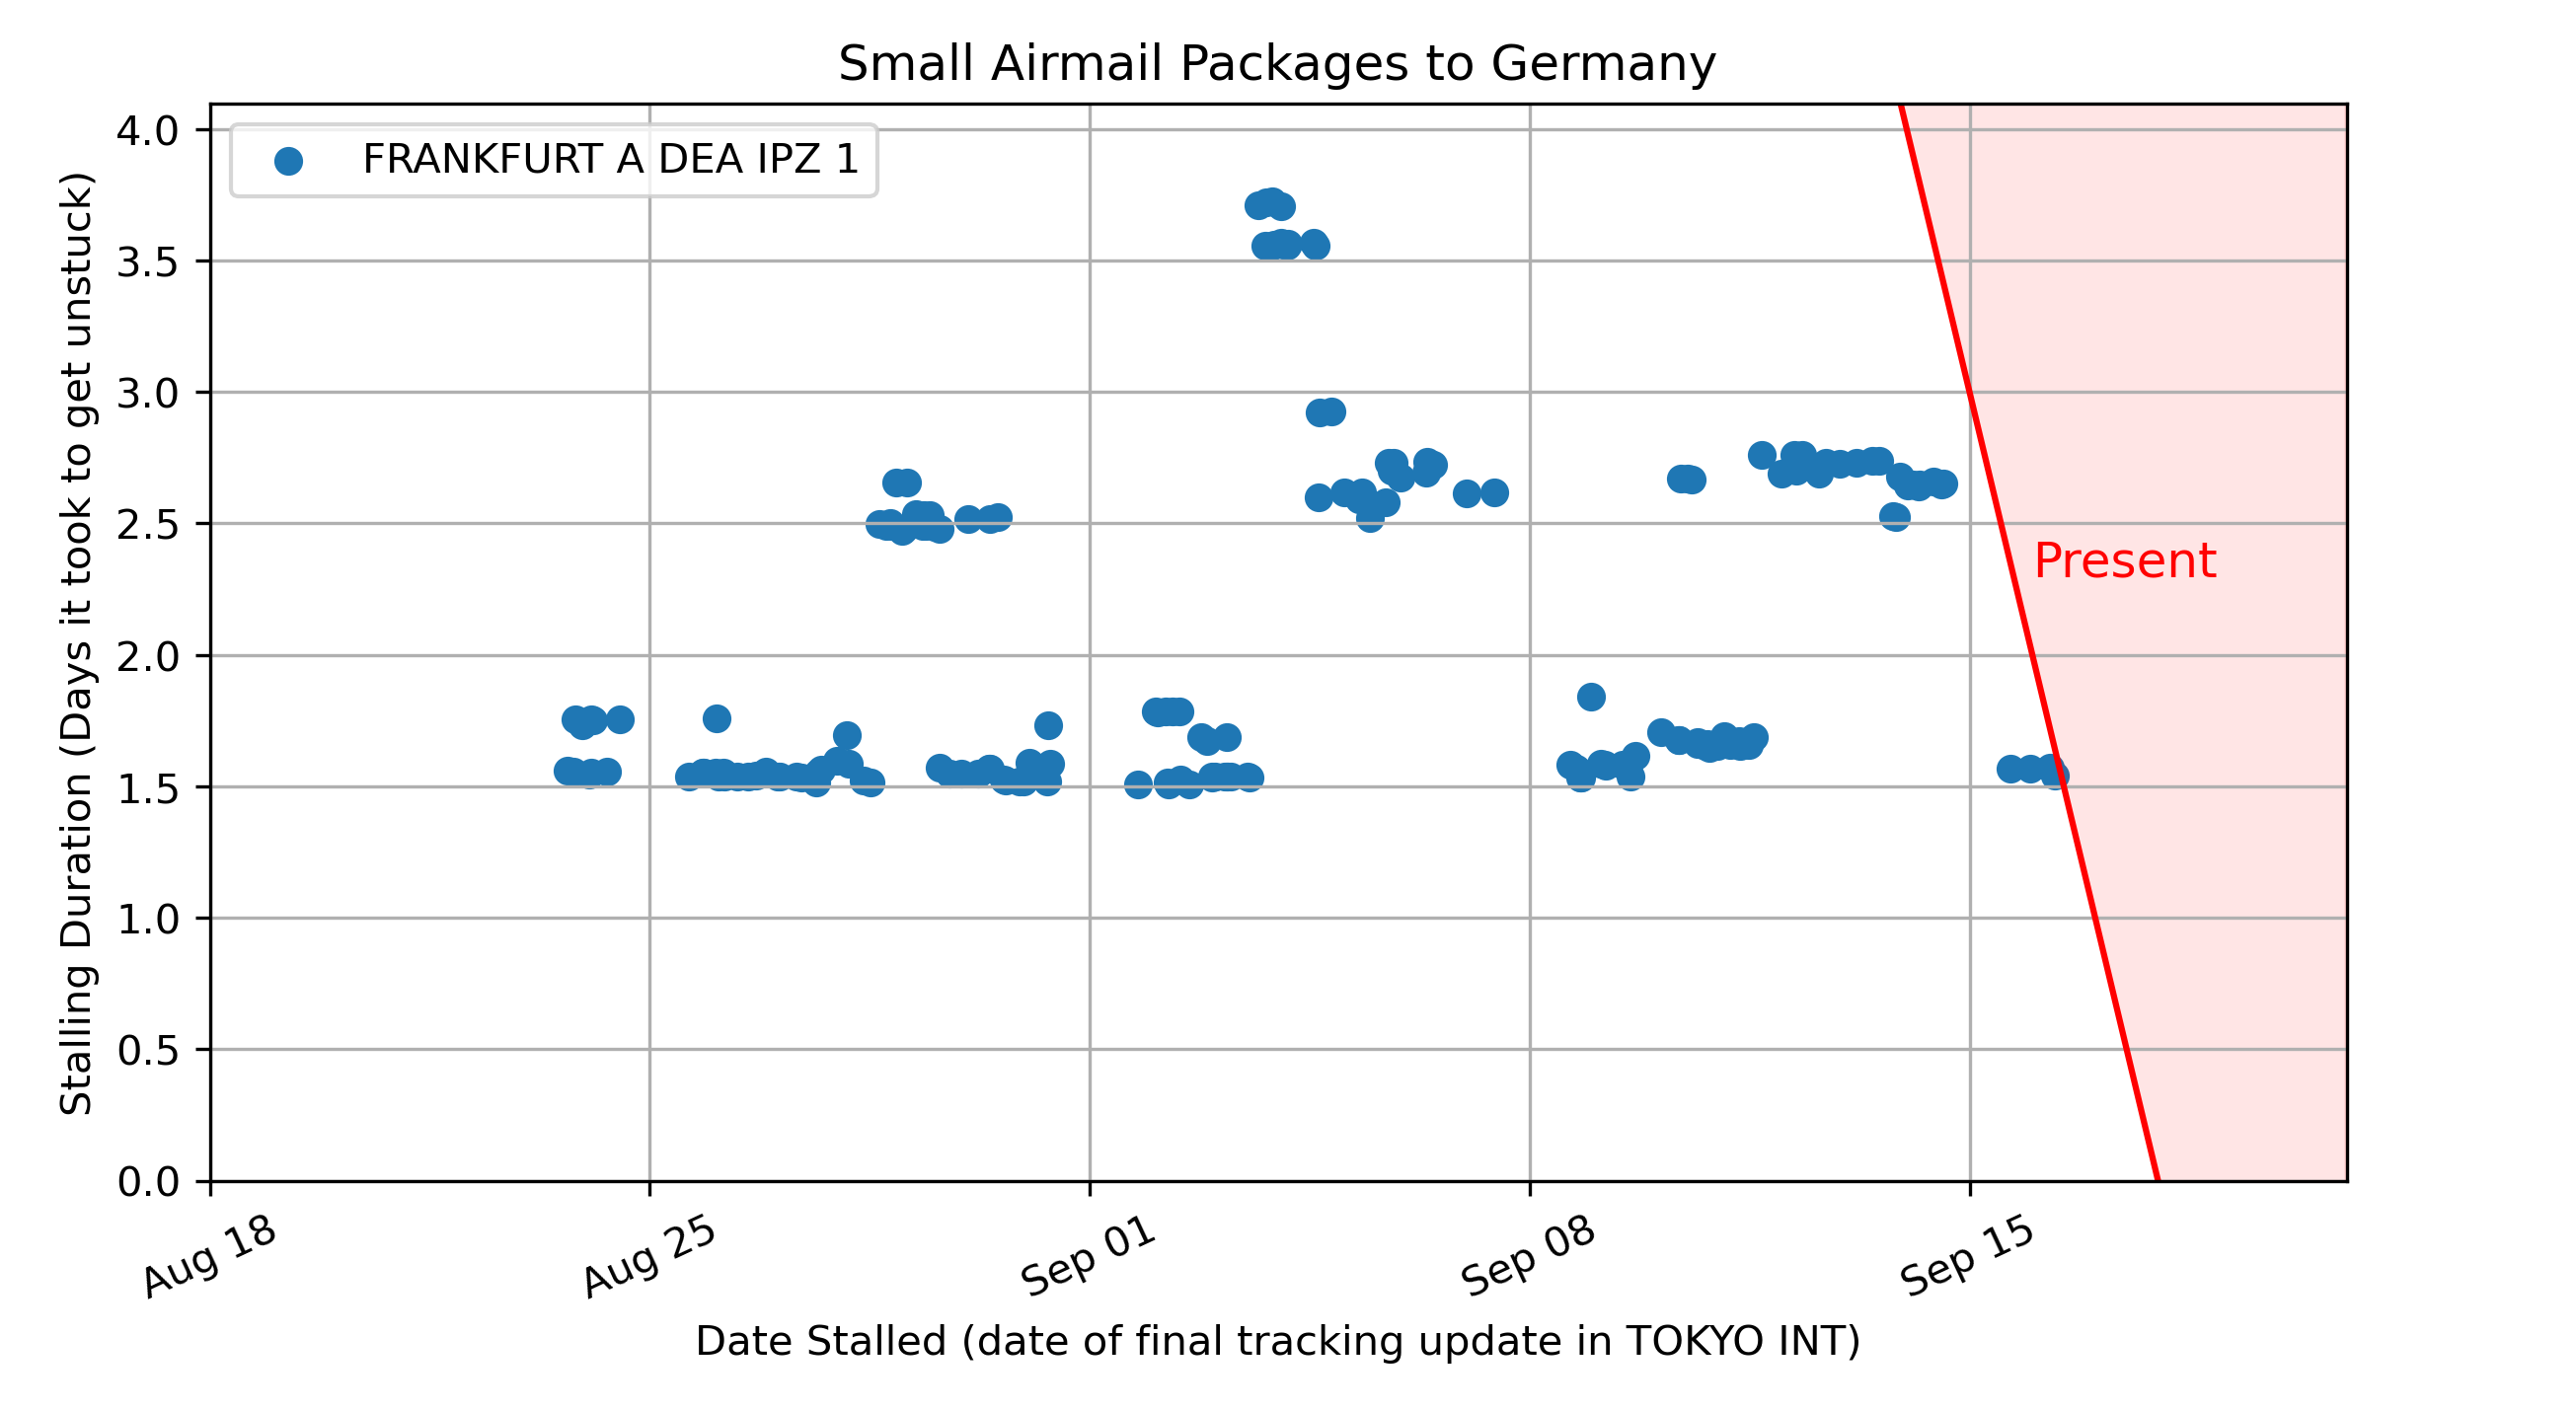 Small Airmail Packages to Germany
FRANKFURT A DEA IPZ 1
Stalling Duration (Days it took to get unstuck)
4.0
3.5
3.0
2.5
2.0
1.5
1.0
0.5
0.0
Present
Aug 18
Aug 25
Sep 01
Sep 08
Sep 15
Date Stalled (date of final tracking update in TOKYO INT)